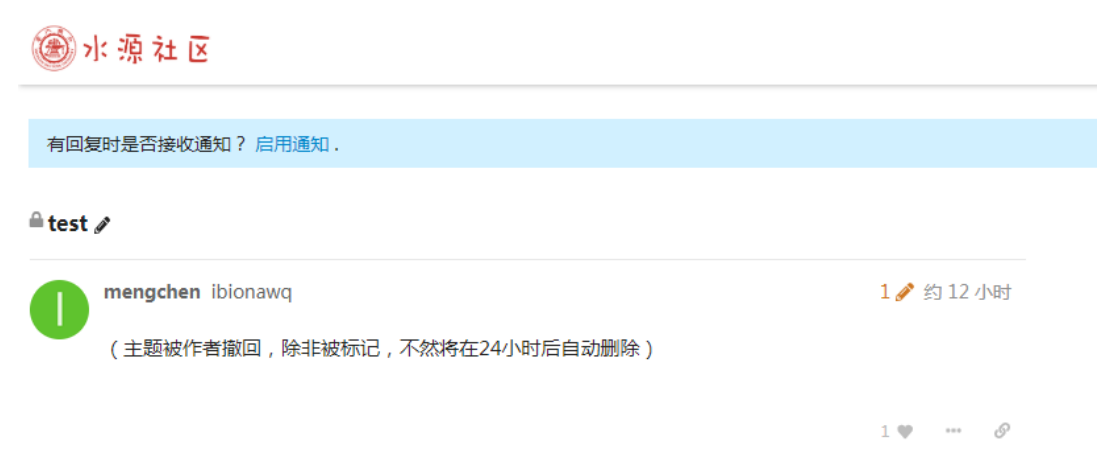 水源社区
有回复时是否接收通知？ 启用通知 .
test
mengchen ibionawq
1 约 12 小时
I
（主题被作者撤回，除非被标记，不然将在24小时后自动删除）
1